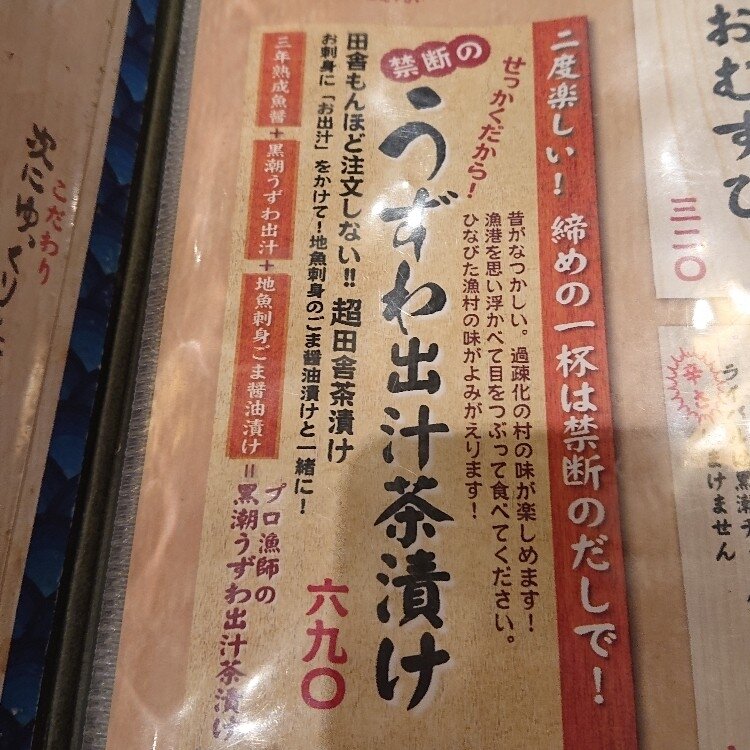 おむすび
三二〇
辛さ
まけません
二度楽しい！ 締めの一杯は禁断のだしで！
せっかくだから！
昔がなつかしい。過疎化の村の味が楽しめます！
漁港を思い浮かべて目をつぶって食べてください。
ひなびた漁村の味がよみがえります！
禁断の
うずわ出汁茶漬け
六九〇
田舎もんほど注文しない!! 超田舎茶漬け
お刺身に「お出汁」をかけて！地魚刺身のごま醤油漬けと一緒に！
三年熟成魚醤+黒潮うずわ出汁+地魚刺身ごま醤油漬け=
プロ漁師の
黒潮うずわ出汁茶漬け
こだわり